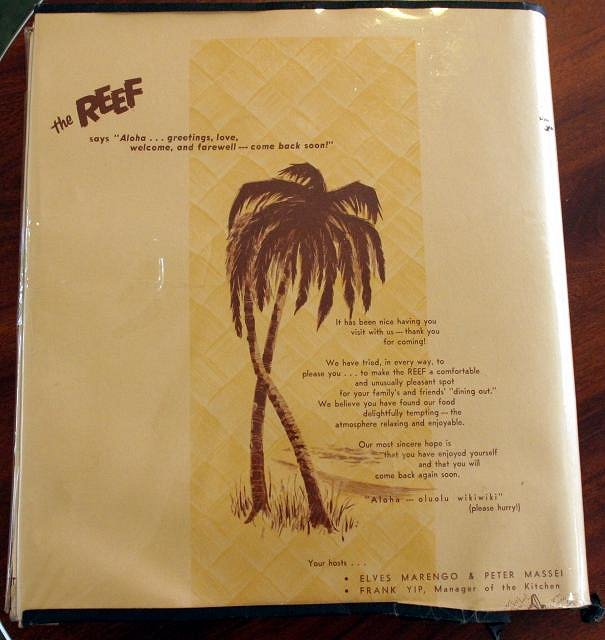 the REEF
says "Aloha . . . greetings, love,
welcome, and farewell — come back soon!"
It has been nice having you
visit with us — thank you
for coming!
We have tried, in every way, to
please you . . . to make the REEF a comfortable
and unusually pleasant spot
for your family's and friends' "dining out."
We believe you have found our food
delightfully tempting — the
atmosphere relaxing and enjoyable.
Our most sincere hope is
that you have enjoyed yourself
and that you will
come back again soon.
"Aloha — oluolu wikiwiki"
(please hurry!)
Your hosts . . .
• ELVES MARENGO & PETER MASSEI
• FRANK YIP, Manager of the Kitchen